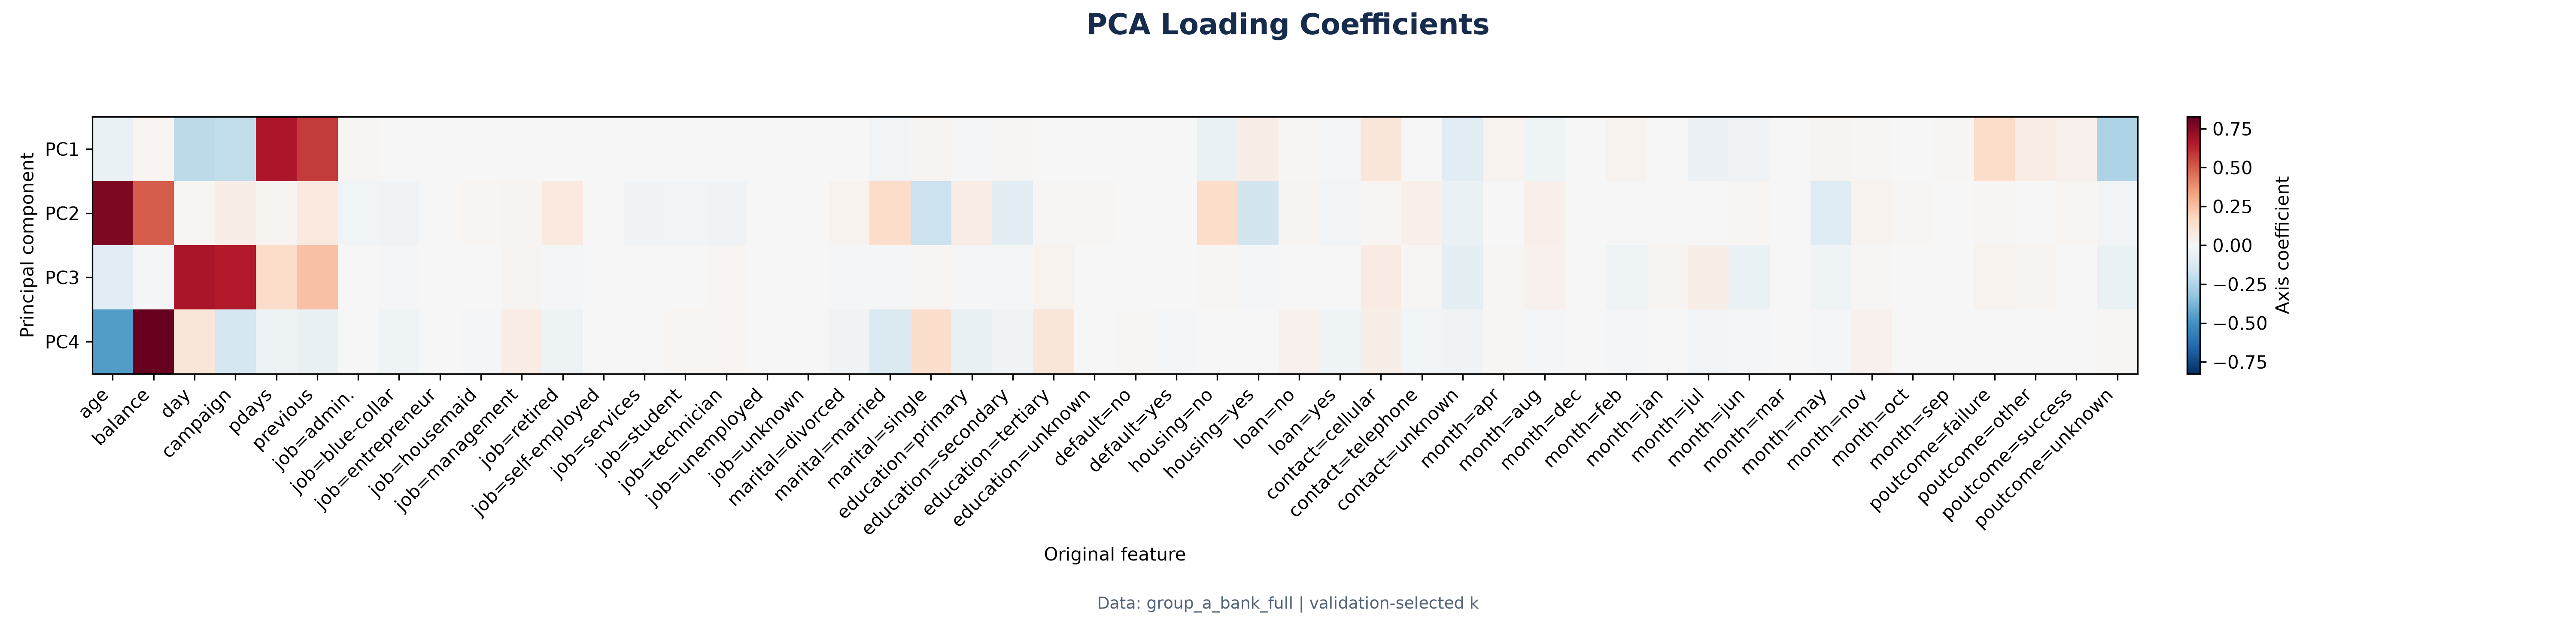 PCA Loading Coefficients
Principal component
PC1
PC2
PC3
PC4
age
balance
day
campaign
pdays
previous
job=admin.
job=blue-collar
job=entrepreneur
job=housemaid
job=management
job=retired
job=self-employed
job=services
job=student
job=technician
job=unemployed
job=unknown
marital=divorced
marital=married
marital=single
education=primary
education=secondary
education=tertiary
education=unknown
default=no
default=yes
housing=no
housing=yes
loan=no
loan=yes
contact=cellular
contact=telephone
contact=unknown
month=apr
month=aug
month=dec
month=feb
month=jan
month=jul
month=jun
month=mar
month=may
month=nov
month=oct
month=sep
poutcome=failure
poutcome=other
poutcome=success
poutcome=unknown
Original feature
0.75
0.50
0.25
0.00
−0.25
−0.50
−0.75
Axis coefficient
Data: group_a_bank_full | validation-selected k